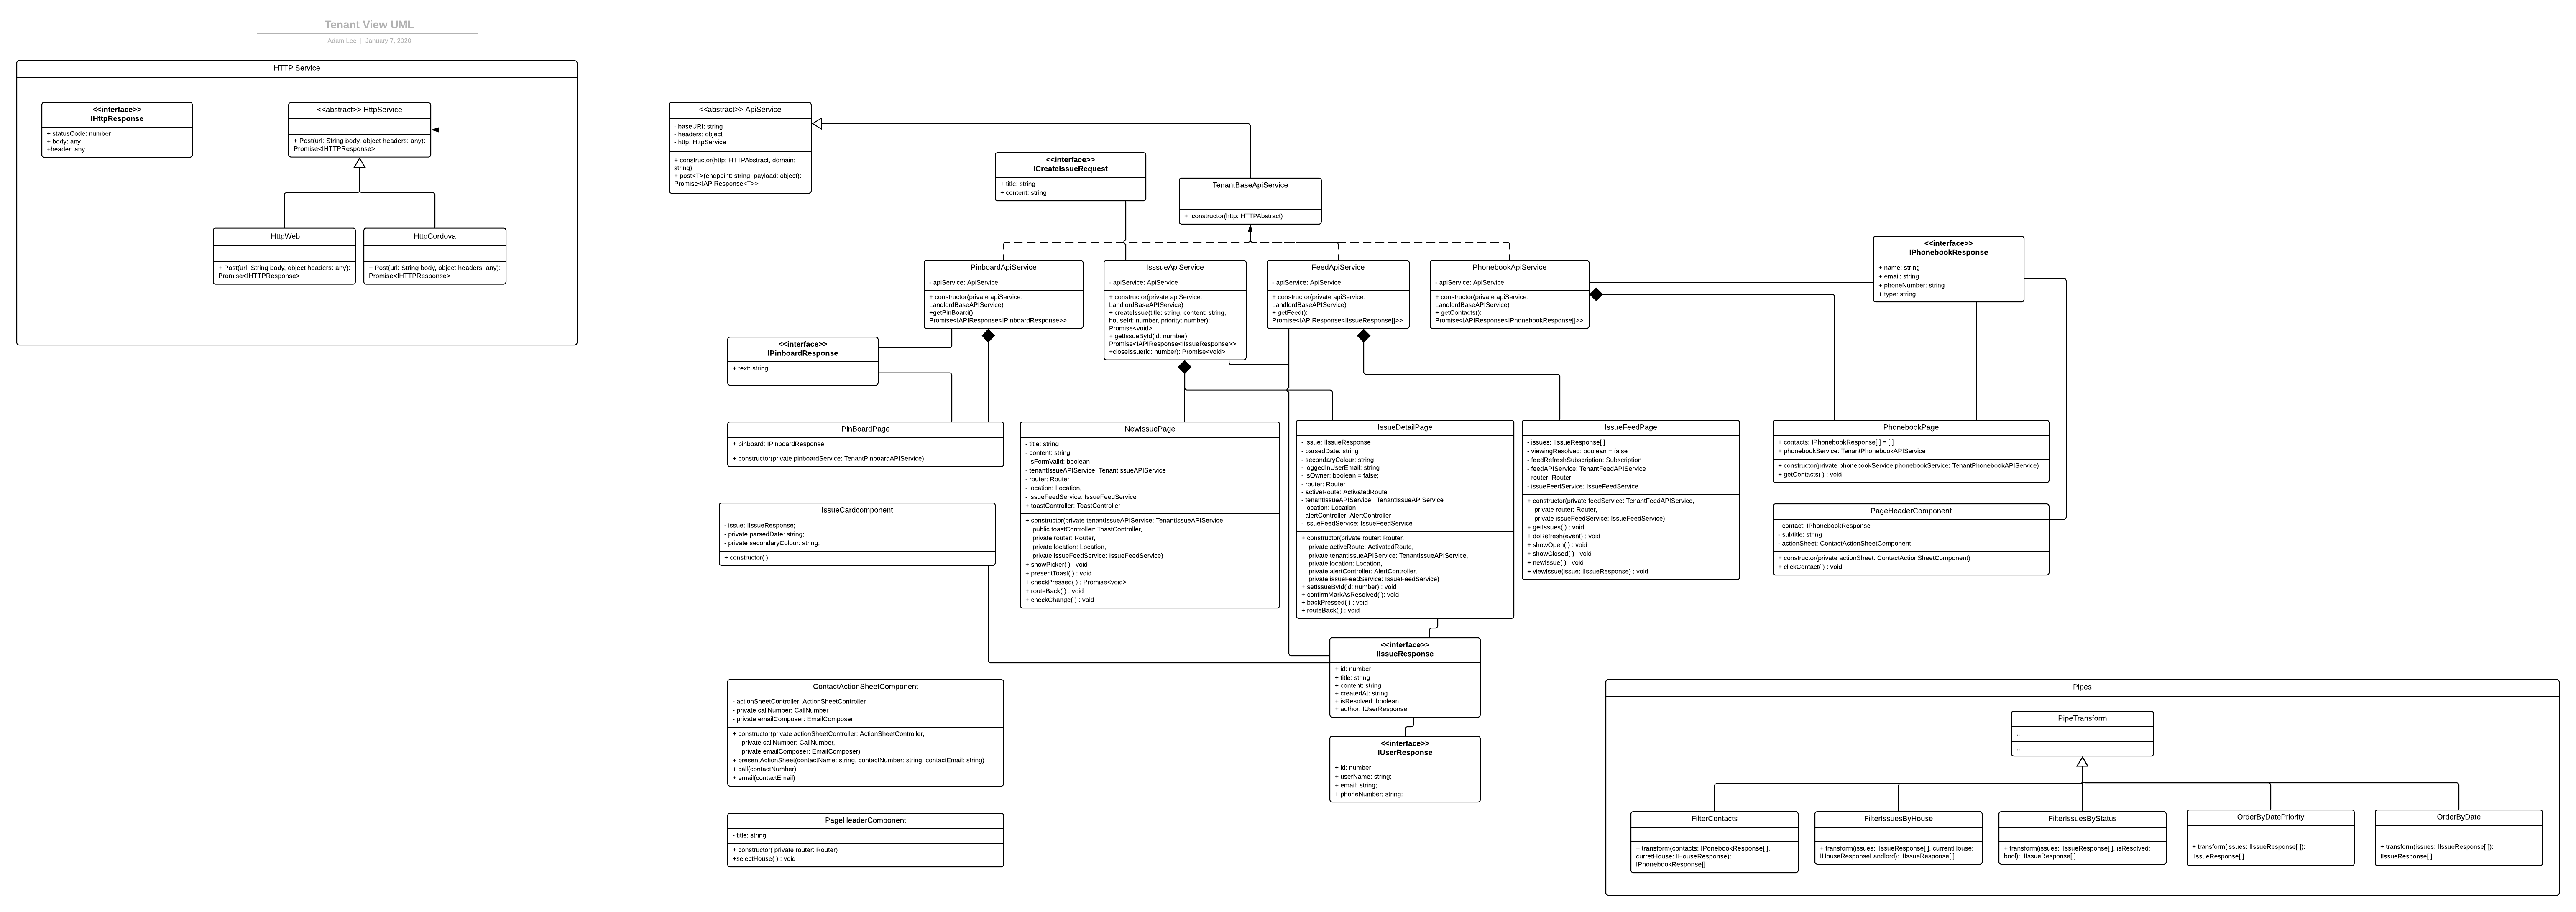 Tenant View UML
Adam Lee | January 7, 2020
HTTP Service
<<interface>>
IHttpResponse
+ statusCode: number
+ body: any
+header: any
<<abstract>> HttpService
+ Post(url: String body, object headers: any):
Promise<IHTTPResponse>
HttpWeb
+ Post(url: String body, object headers: any):
Promise<IHTTPResponse>
HttpCordova
+ Post(url: String body, object headers: any):
Promise<IHTTPResponse>
<<abstract>> ApiService
- baseURI: string
- headers: object
- http: HttpService
+ constructor(http: HTTPAbstract, domain:
string)
+ post<T>(endpoint: string, payload: object):
Promise<IAPIResponse<T>>
<<interface>>
ICreateIssueRequest
+ title: string
+ content: string
TenantBaseApiService
+ constructor(http: HTTPAbstract)
PinboardApiService
- apiService: ApiService
+ constructor(private apiService:
LandlordBaseAPIService)
+getPinBoard():
Promise<IAPIResponse<IPinboardResponse>>
IsssueApiService
- apiService: ApiService
+ constructor(private apiService:
LandlordBaseAPIService)
+ createIssue(title: string, content: string,
houseId: number, priority: number):
Promise<void>
+ getIssueById(id: number):
Promise<IAPIResponse<IIssueResponse>>
+closeIssue(id: number): Promise<void>
FeedApiService
- apiService: ApiService
+ constructor(private apiService:
LandlordBaseAPIService)
+ getFeed():
Promise<IAPIResponse<IIssueResponse[]>>
PhonebookApiService
- apiService: ApiService
+ constructor(private apiService:
LandlordBaseAPIService)
+ getContacts():
Promise<IAPIResponse<IPhonebookResponse[]>>
<<interface>>
IPhonebookResponse
+ name: string
+ email: string
+ phoneNumber: string
+ type: string
<<interface>>
IPinboardResponse
+ text: string
PinBoardPage
+ pinboard: IPinboardResponse
+ constructor(private pinboardService: TenantPinboardAPIService)
NewIssuePage
- title: string
- content: string
- isFormValid: boolean
- tenantIssueAPIService: TenantIssueAPIService
- router: Router
- location: Location,
- issueFeedService: IssueFeedService
+ toastController: ToastController
+ constructor(private tenantIssueAPIService: TenantIssueAPIService,
public toastController: ToastController,
private router: Router,
private location: Location,
private issueFeedService: IssueFeedService)
+ showPicker( ) : void
+ presentToast( ) : void
+ checkPressed( ) : Promise<void>
+ routeBack( ) : void
+ checkChange( ) : void
IssueDetailPage
- issue: IIssueResponse
- parsedDate: string;
- secondaryColour: string;
- loggedInUserEmail: string;
- isOwner: boolean = false;
- router: Router
- activeRoute: ActivatedRoute
- tenantIssueAPIService: TenantIssueAPIService
- location: Location
- alertController: AlertController
- issueFeedService: IssueFeedService
+ constructor(private router: Router,
private activeRoute: ActivatedRoute,
private tenantIssueAPIService: TenantIssueAPIService,
private location: Location,
private alertController: AlertController,
private issueFeedService: IssueFeedService)
+ setIssueById(id: number) ; void
+ confirmMarkAsResolved( ): void
+ backPressed( ) : void
+ routeBack( ) : void
IssueFeedPage
- issues: IIssueResponse[ ]
- viewingResolved: boolean = false
- feedRefreshSubscription: Subscription
- feedAPIService: TenantFeedAPIService
- router: Router
- issueFeedService: IssueFeedService
+ constructor(private feedService: TenantFeedAPIService,
private router: Router,
private issueFeedService: IssueFeedService)
+ getIssues( ) : void
+ doRefresh(event) : void
+ showOpen( ) : void
+ showClosed( ) : void
+ newIssue( ) : void
+ viewIssue(issue: IIssueResponse) : void
PhonebookPage
+ contacts: IPhonebookResponse[ ] = [ ]
+ phonebookService: TenantPhonebookAPIService
+ constructor(private phonebookService:phonebookService: TenantPhonebookAPIService)
+ getContacts( ) : void
PageHeaderComponent
- contact: IPhonebookResponse
- subtitle: string
- actionSheet: ContactActionSheetComponent
+ constructor(private actionSheet: ContactActionSheetComponent)
+ clickContact( ) : void
IssueCardcomponent
- issue: iIssueResponse;
- private parsedDate: string;
- private secondaryColour: string;
+ constructor( )
<<interface>>
IIssueResponse
+ id: number
+ title: string
+ content: string
+ createdAt: string
+ isResolved: boolean
+ author: IUserResponse
<<interface>>
IUserResponse
+ id: number;
+ userName: string;
+ email: string;
+ phoneNumber: string;
ContactActionSheetComponent
- actionSheetController: ActionSheetController
- private callNumber: CallNumber
- private emailComposer: EmailComposer
+ constructor(private actionSheetController: ActionSheetController,
private callNumber: CallNumber,
private emailComposer: EmailComposer)
+ presentActionSheet(contactName: string, contactNumber: string, contactEmail: string)
+ call(contactNumber)
+ email(contactEmail)
PageHeaderComponent
- title: string
+ constructor( private router: Router)
+selectHouse( ) : void
Pipes
PipeTransform
...
...
FilterContacts
+ transform(contacts: IPonebookResponse[ ],
curretHouse: IHouseResponse):
IPhonebookResponse[]
FilterIssuesByHouse
+ transform(issues: IIssueResponse[ ], currentHouse:
IHouseResponseLandlord): IIssueResponse[ ]
FilterIssuesByStatus
+ transform(issues: IIssueResponse[ ], isResolved:
bool): IIssueResponse[ ]
OrderByDatePriority
+ transform(issues: IIssueResponse[ ]):
IIssueResponse[ ]
OrderByDate
+ transform(issues: IIssueResponse[ ]):
IIssueResponse[ ]